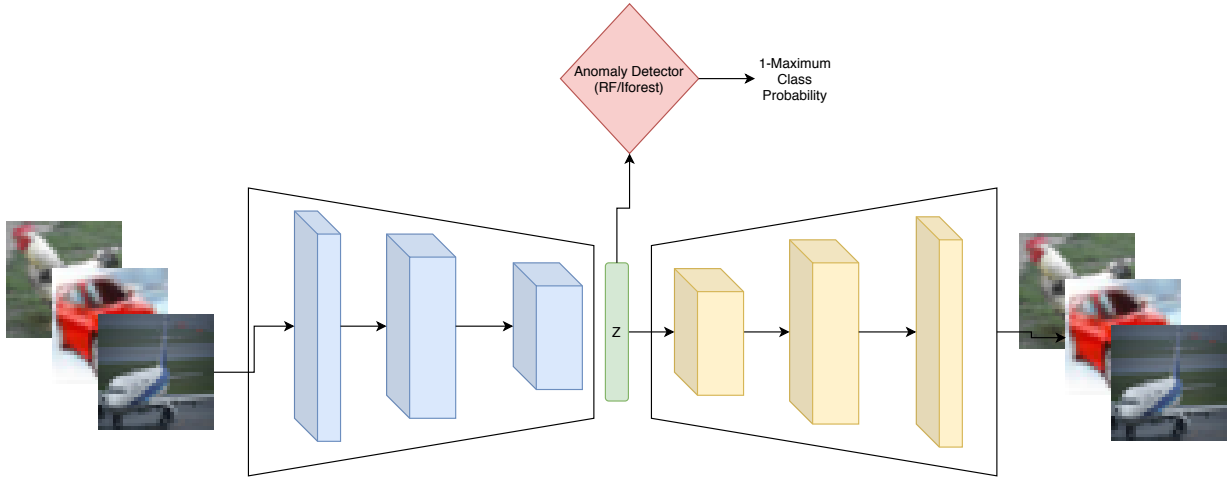 Anomaly Detector
(RF/Iforest)
1-Maximum
Class
Probability
Z